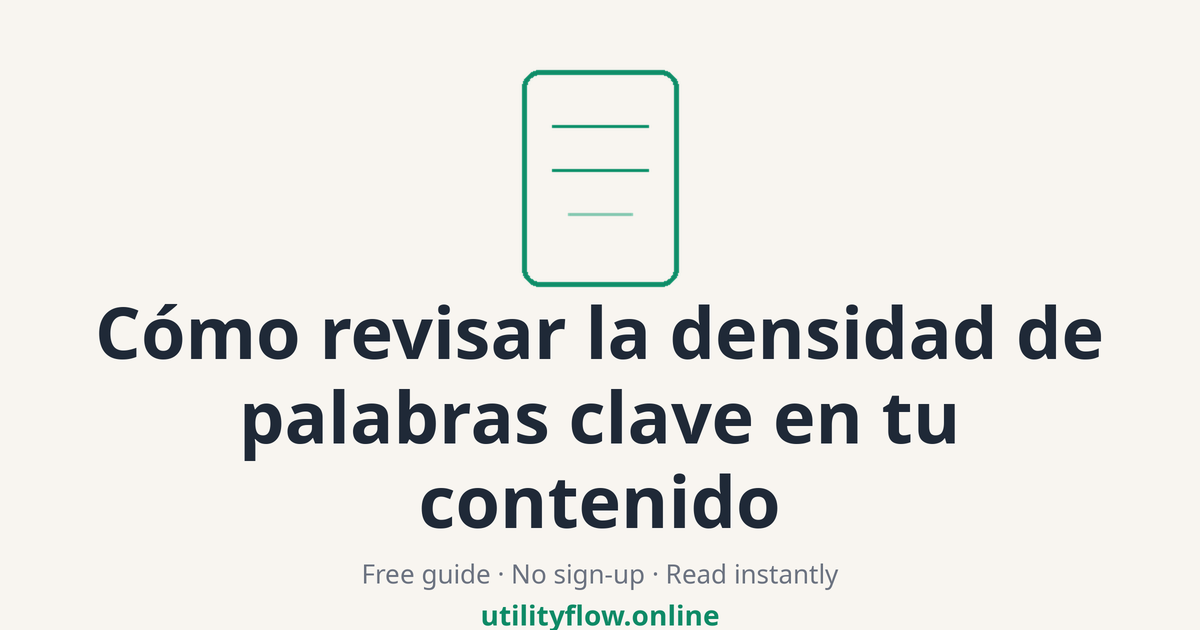 Cómo revisar la densidad de
palabras clave en tu
contenido
Free guide · No sign-up · Read instantly
utilityflow.online